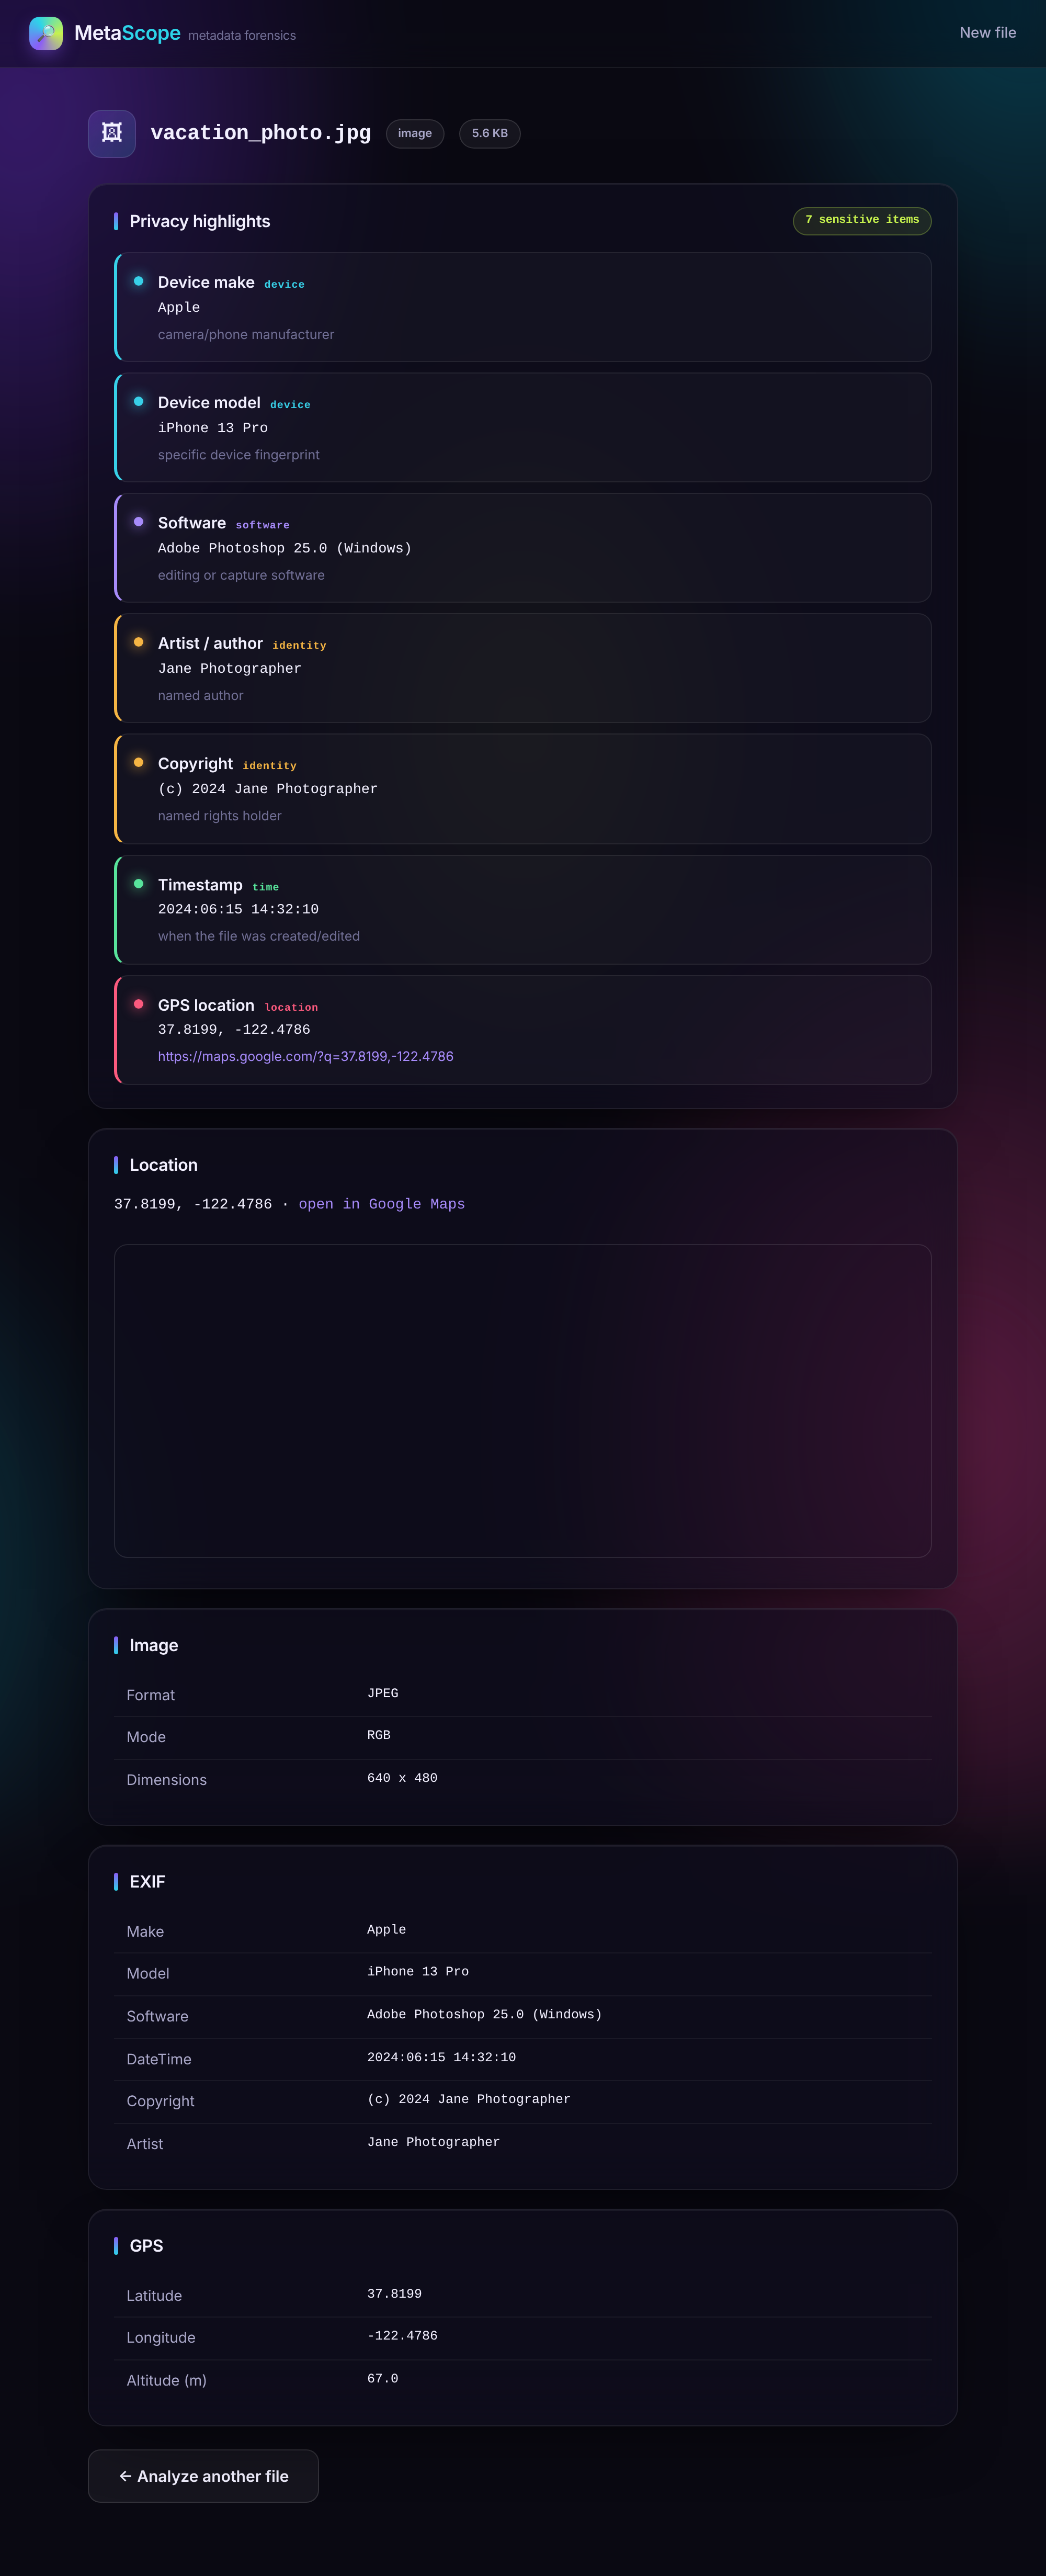 MetaScope metadata forensics New file
vacation_photo.jpg image 5.6 KB
Privacy highlights 7 sensitive items
Device make device
Apple
camera/phone manufacturer
Device model device
iPhone 13 Pro
specific device fingerprint
Software software
Adobe Photoshop 25.0 (Windows)
editing or capture software
Artist / author identity
Jane Photographer
named author
Copyright identity
(c) 2024 Jane Photographer
named rights holder
Timestamp time
2024:06:15 14:32:10
when the file was created/edited
GPS location location
37.8199, -122.4786
https://maps.google.com/?q=37.8199,-122.4786
Location
37.8199, -122.4786 · open in Google Maps
Image
Format JPEG
Mode RGB
Dimensions 640 x 480
EXIF
Make Apple
Model iPhone 13 Pro
Software Adobe Photoshop 25.0 (Windows)
DateTime 2024:06:15 14:32:10
Copyright (c) 2024 Jane Photographer
Artist Jane Photographer
GPS
Latitude 37.8199
Longitude -122.4786
Altitude (m) 67.0
← Analyze another file